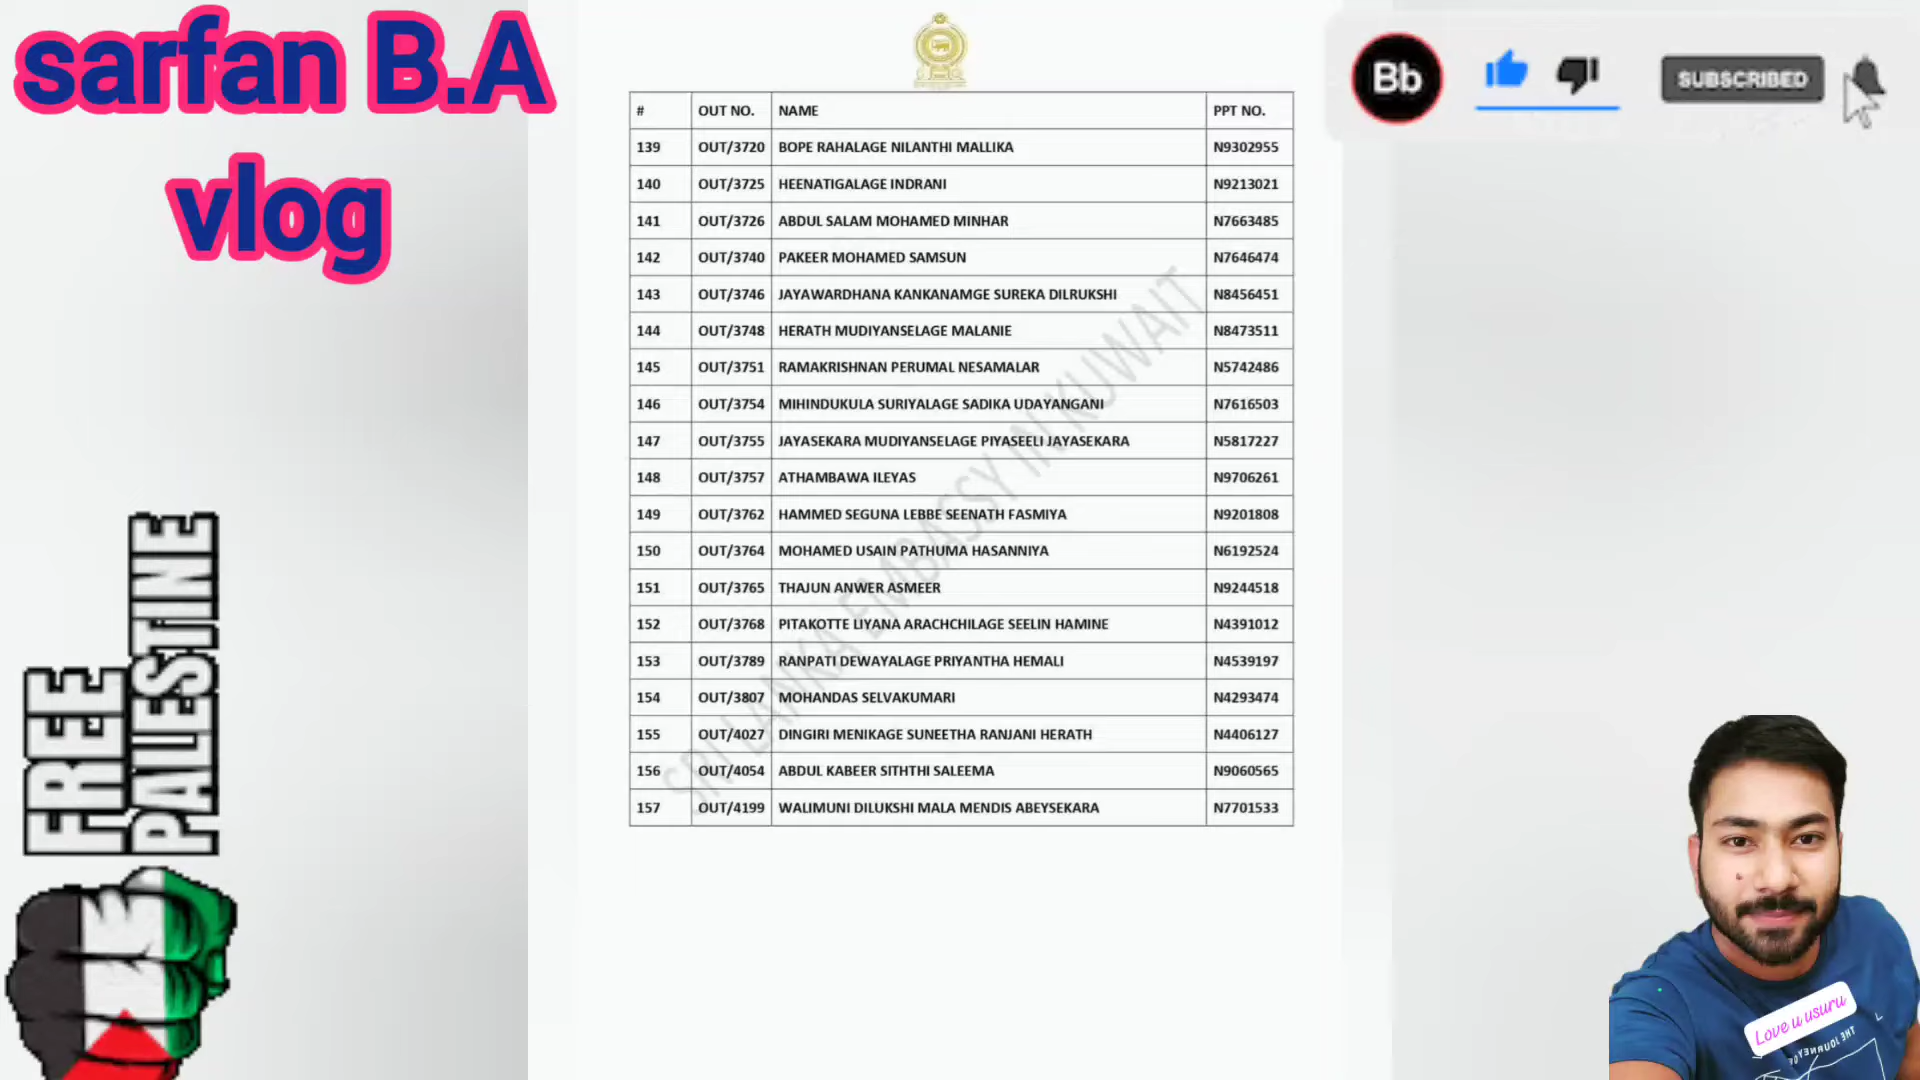 sarfan B.A
vlog
Bb
SUBSCRIBED
# OUT NO. NAME PPT NO.
139 OUT/3720 BOPE RAHALAGE NILANTHI MALLIKA N9302955
140 OUT/3725 HEENATIGALAGE INDRANI N9213021
141 OUT/3726 ABDUL SALAM MOHAMED MINHAR N7663485
142 OUT/3740 PAKEER MOHAMED SAMSUN N7646474
143 OUT/3746 JAYAWARDHANA KANKANAMGE SUREKA DILRUKSHI N8456451
144 OUT/3748 HERATH MUDIYANSELAGE MALANIE N8473511
145 OUT/3751 RAMAKRISHNAN PERUMAL NESAMALAR N5742486
146 OUT/3754 MIHINDUKULA SURIYALAGE SADIKA UDAYANGANI N7616503
147 OUT/3755 JAYASEKARA MUDIYANSELAGE PIYASEELI JAYASEKARA N5817227
148 OUT/3757 ATHAMBAWA ILEYAS N9706261
149 OUT/3762 HAMMED SEGUNA LEBBE SEENATH FASMIYA N9201808
150 OUT/3764 MOHAMED USAIN PATHUMA HASANNIYA N6192524
151 OUT/3765 THAJUN ANWER ASMEER N9244518
152 OUT/3768 PITAKOTTE LIYANA ARACHCHILAGE SEELIN HAMINE N4391012
153 OUT/3789 RANPATI DEWAYALAGE PRIYANTHA HEMALI N4539197
154 OUT/3807 MOHANDAS SELVAKUMARI N4293474
155 OUT/4027 DINGIRI MENIKAGE SUNEETHA RANJANI HERATH N4406127
156 OUT/4054 ABDUL KABEER SITHTHI SALEEMA N9060565
157 OUT/4199 WALIMUNI DILUKSHI MALA MENDIS ABEYSEKARA N7701533
SRI LANKA EMBASSY IN KUWAIT
FREE
PALESTINE
Love u usuru
THE JOURNEY